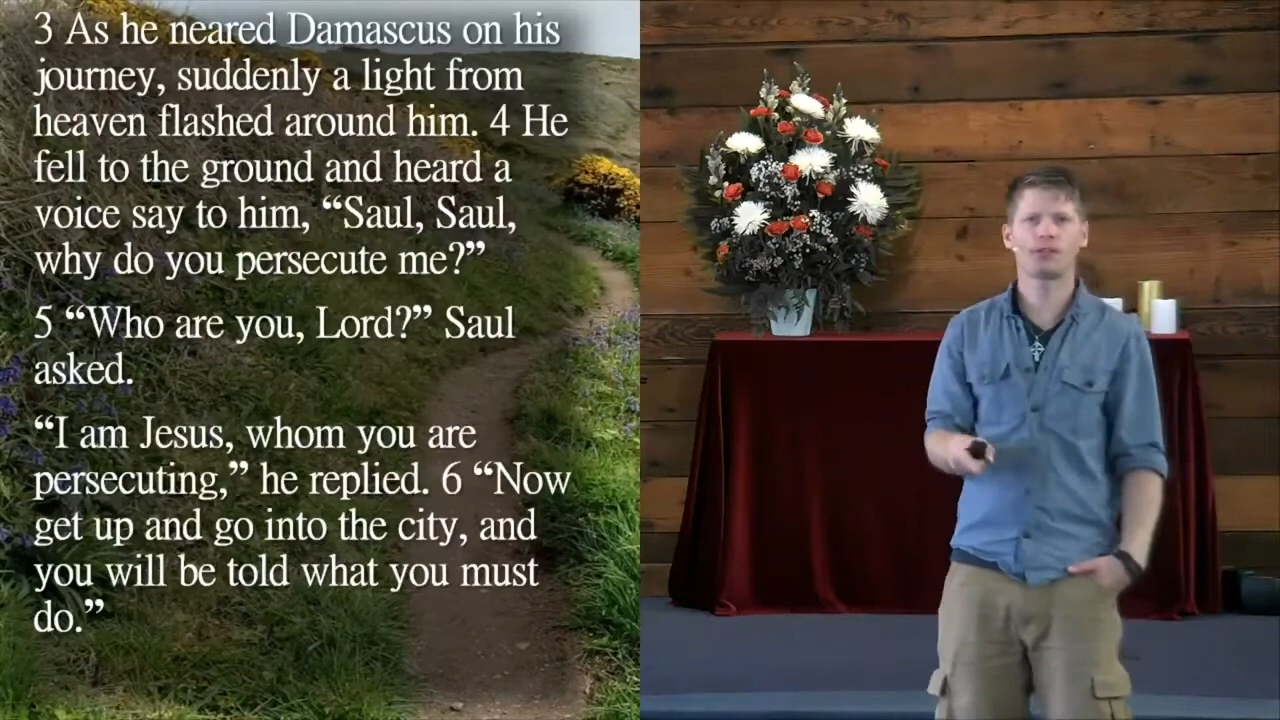 3 As he neared Damascus on his
journey, suddenly a light from
heaven flashed around him. 4 He
fell to the ground and heard a
voice say to him, “Saul, Saul,
why do you persecute me?”
5 “Who are you, Lord?” Saul
asked.
“I am Jesus, whom you are
persecuting,” he replied. 6 “Now
get up and go into the city, and
you will be told what you must
do.”